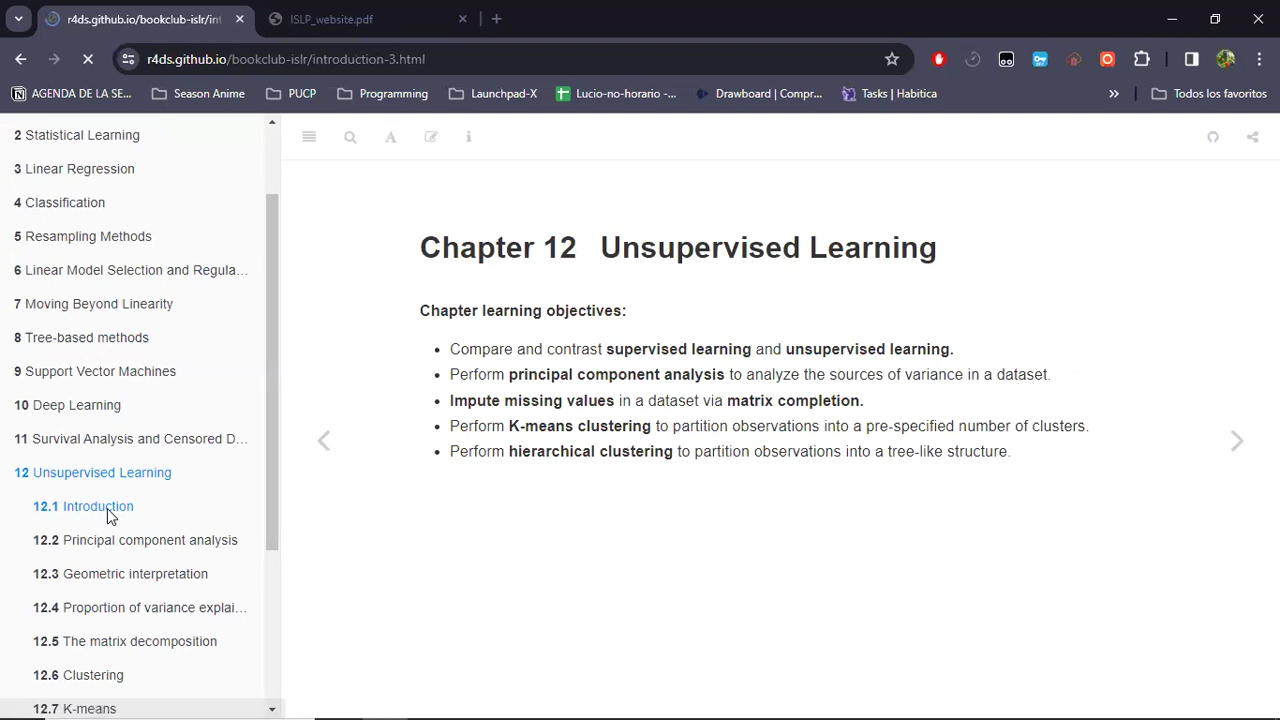 r4ds.github.io/bookclub-islr/int
ISLP_website.pdf
r4ds.github.io/bookclub-islr/introduction-3.html
AGENDA DE LA SE...
Season Anime
PUCP
Programming
Launchpad-X
Lucio-no-horario -...
Drawboard | Compr...
Tasks | Habitica
»
Todos los favoritos
2 Statistical Learning
3 Linear Regression
4 Classification
5 Resampling Methods
6 Linear Model Selection and Regula...
7 Moving Beyond Linearity
8 Tree-based methods
9 Support Vector Machines
10 Deep Learning
11 Survival Analysis and Censored D...
12 Unsupervised Learning
12.1 Introduction
12.2 Principal component analysis
12.3 Geometric interpretation
12.4 Proportion of variance explai...
12.5 The matrix decomposition
12.6 Clustering
12.7 K-means
Chapter 12 Unsupervised Learning
Chapter learning objectives:
• Compare and contrast supervised learning and unsupervised learning.
• Perform principal component analysis to analyze the sources of variance in a dataset.
• Impute missing values in a dataset via matrix completion.
• Perform K-means clustering to partition observations into a pre-specified number of clusters.
• Perform hierarchical clustering to partition observations into a tree-like structure.